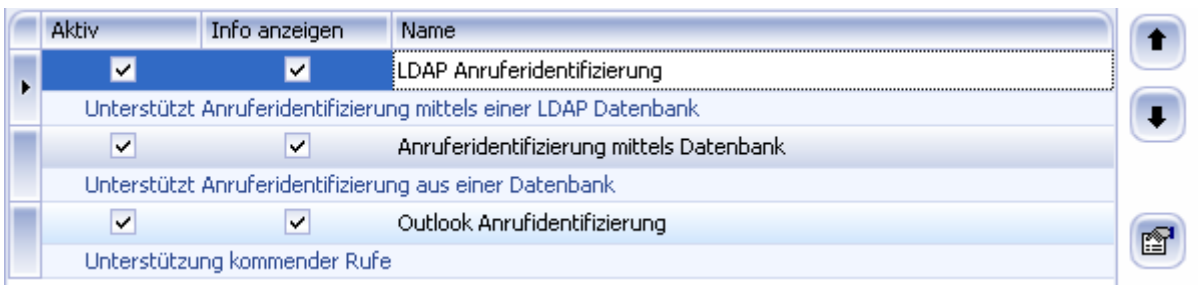 Aktiv Info anzeigen Name
LDAP Anruferidentifizierung
Unterstützt Anruferidentifizierung mittels einer LDAP Datenbank
Anruferidentifizierung mittels Datenbank
Unterstützt Anruferidentifizierung aus einer Datenbank
Outlook Anrufidentifizierung
Unterstützung kommender Rufe